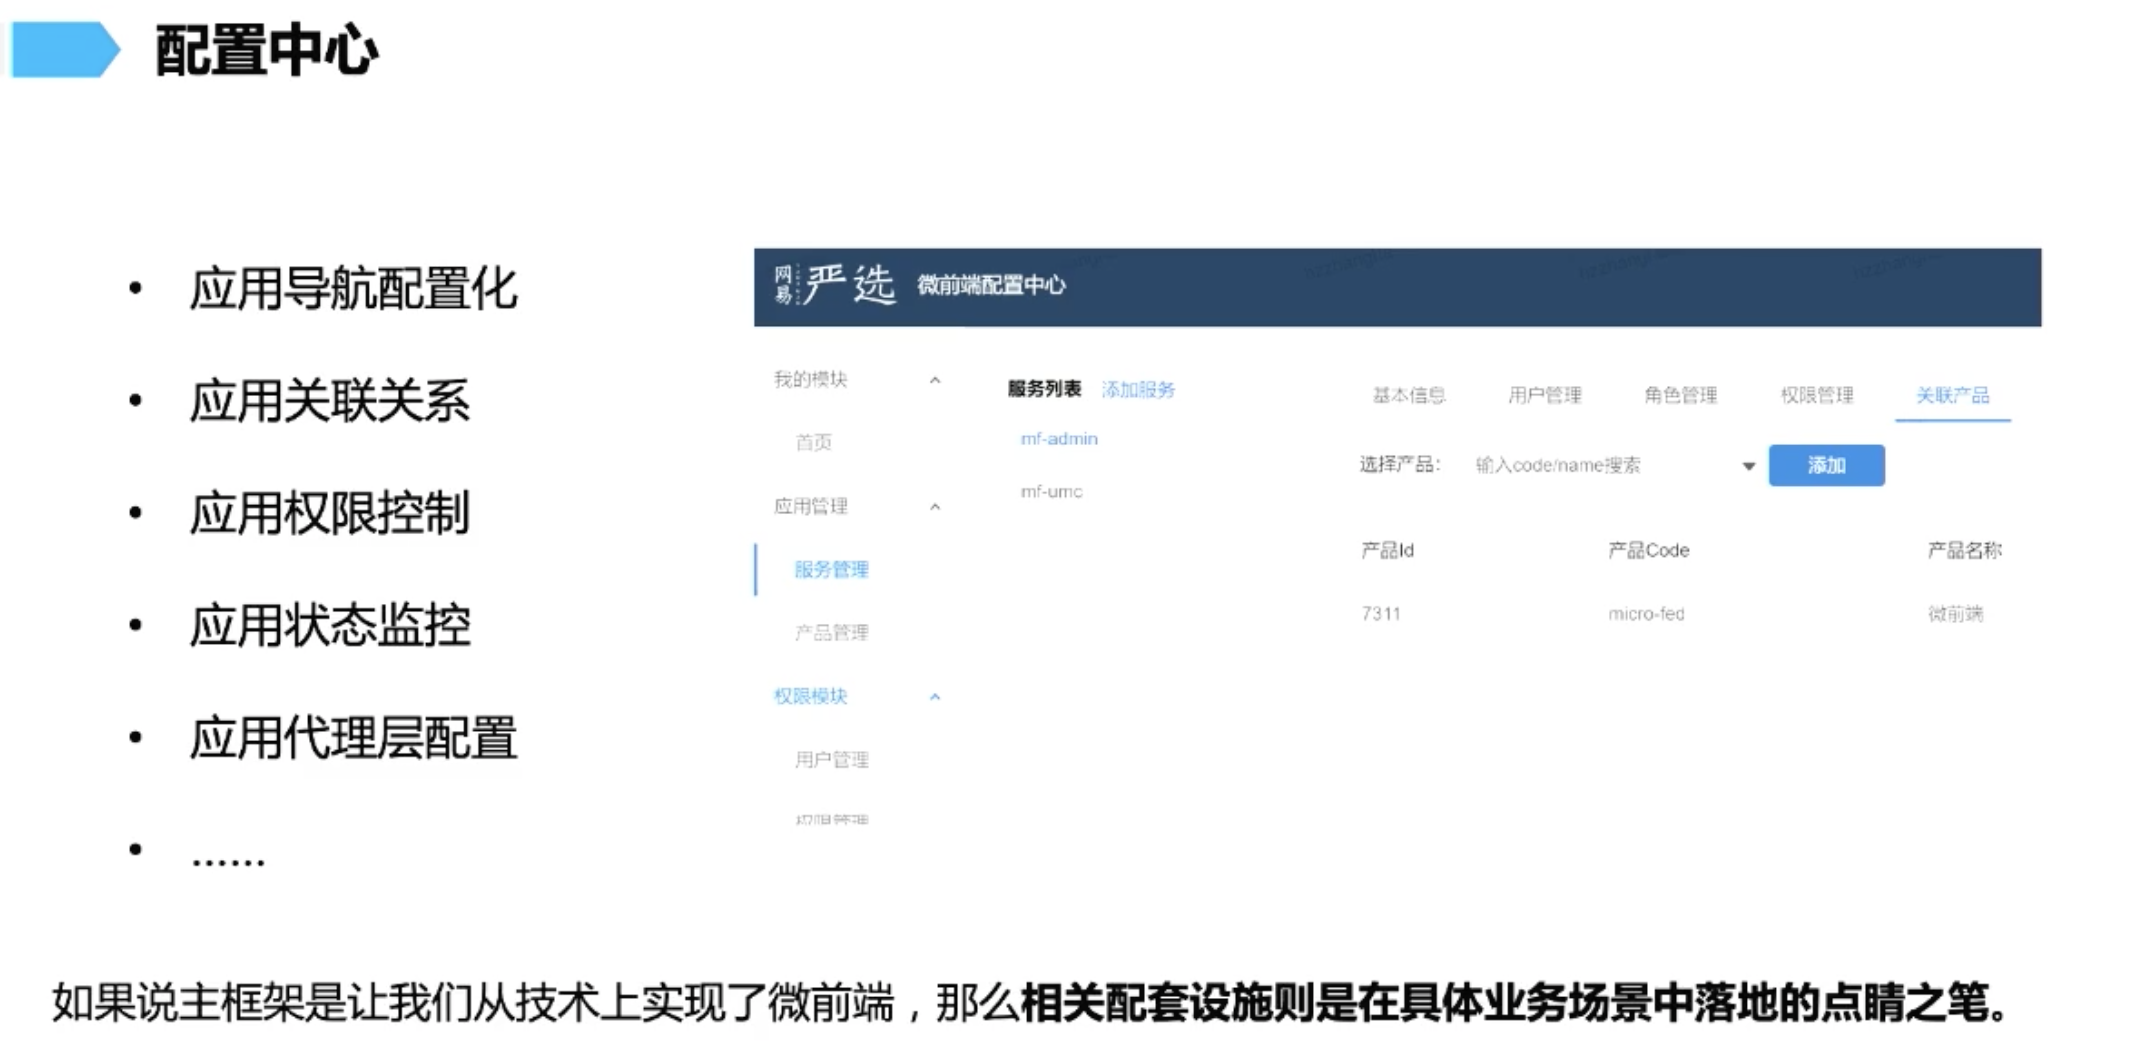 配置中心
• 应用导航配置化
• 应用关联关系
• 应用权限控制
• 应用状态监控
• 应用代理层配置
• ……
网易 严选 微前端配置中心
我的模块
首页
应用管理
服务管理
产品管理
权限模块
用户管理
权限管理
服务列表 添加服务
mf-admin
mf-umc
基本信息 用户管理 角色管理 权限管理 关联产品
选择产品: 输入code/name搜索 添加
产品Id 产品Code 产品名称
7311 micro-fed 微前端
如果说主框架是让我们从技术上实现了微前端，那么相关配套设施则是在具体业务场景中落地的点睛之笔。